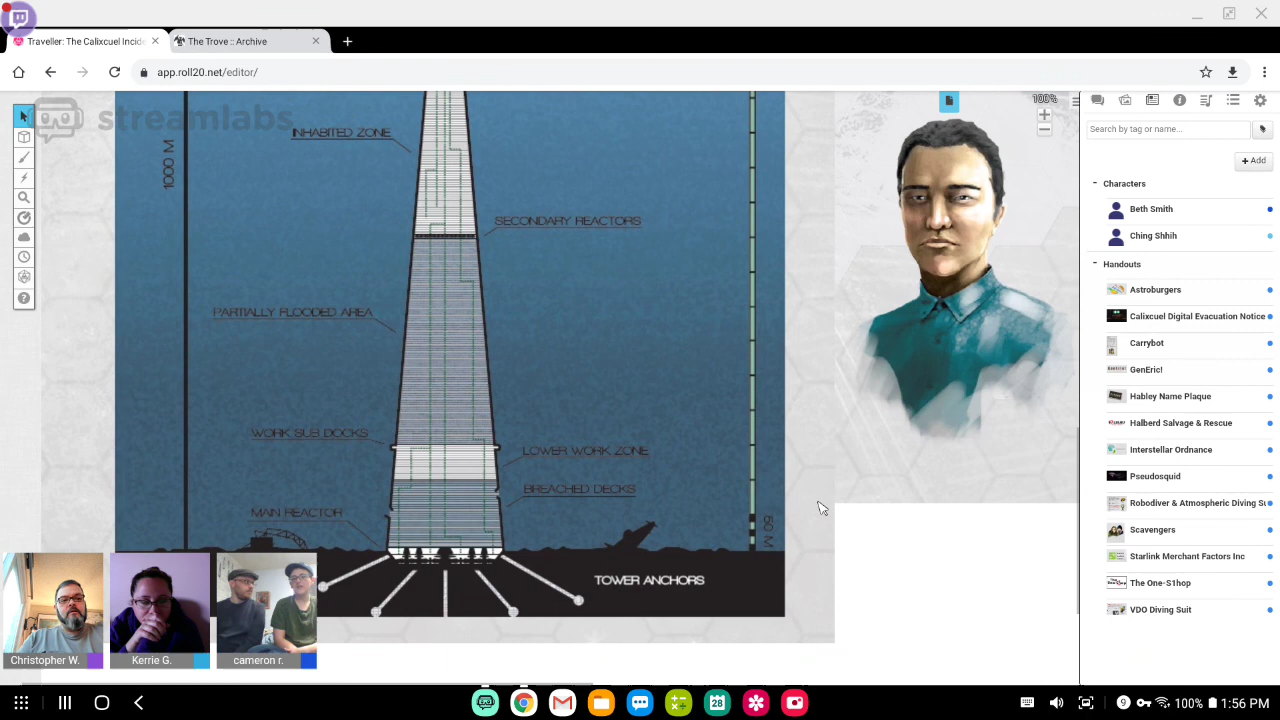 Traveller: The Calixcuel Incide
The Trove :: Archive
app.roll20.net/editor/
streamlabs
100%
Search by tag or name...
+ Add
Characters
Beth Smith
Ching Shhih
Handouts
Astroburgers
Calixcuel Digital Evacuation Notice
Carrybot
GenEric!
Habley Name Plaque
Halberd Salvage & Rescue
Interstellar Ordnance
Pseudosquid
Robodiver & Atmospheric Diving Su
Scavengers
Starlink Merchant Factors Inc
The One-S1hop
VDO Diving Suit
INHABITED ZONE
1000 M
SECONDARY REACTORS
PARTIALLY FLOODED AREA
WORK SUB DOCKS
LOWER WORK ZONE
BREACHED DECKS
MAIN REACTOR
50 M
TOWER ANCHORS
Christopher W.
Kerrie G.
cameron r.
28
9
100%
1:56 PM